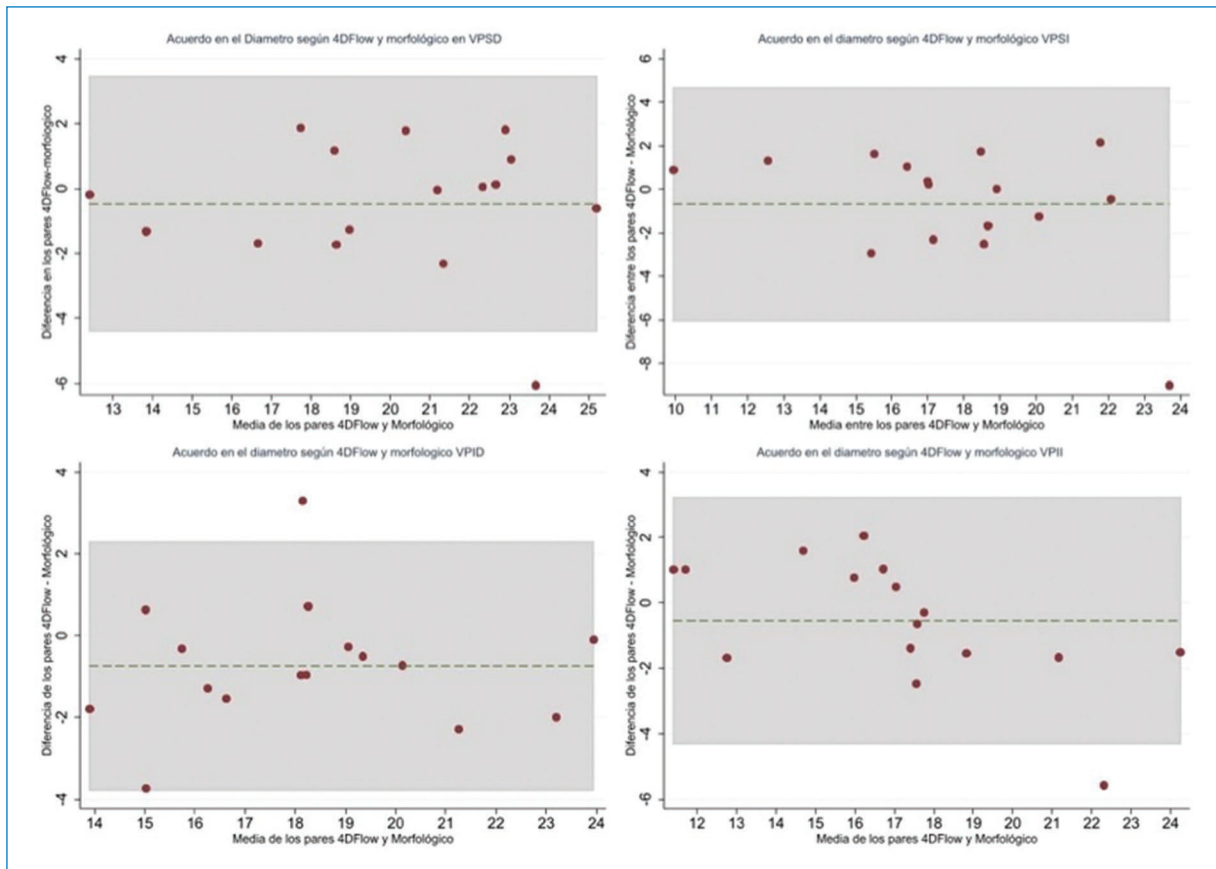 Acuerdo en el Diametro según 4DFlow y morfológico en VPSD
Diferencia en los pares 4DFlow-morfológico
4
2
0
-2
-4
-6
13 14 15 16 17 18 19 20 21 22 23 24 25
Media de los pares 4DFlow y Morfológico
Acuerdo en el diametro según 4DFlow y morfológico VPSI
Diferencia entre los pares 4DFlow - Morfológico
6
4
2
0
-2
-4
-6
-8
10 11 12 13 14 15 16 17 18 19 20 21 22 23 24
Media entre los pares 4DFlow y Morfológico
Acuerdo en el diametro según 4DFlow y morfologico VPID
Diferencia de los pares 4DFlow - Morfológico
4
2
0
-2
-4
14 15 16 17 18 19 20 21 22 23 24
Media de los pares 4DFlow y Morfológico
Acuerdo en el diametro según 4DFlow y morfologico VPII
Diferencia de los pares 4DFlow - Morfológico
4
2
0
-2
-4
-6
12 13 14 15 16 17 18 19 20 21 22 23 24
Media de los pares 4DFlow y Morfológico